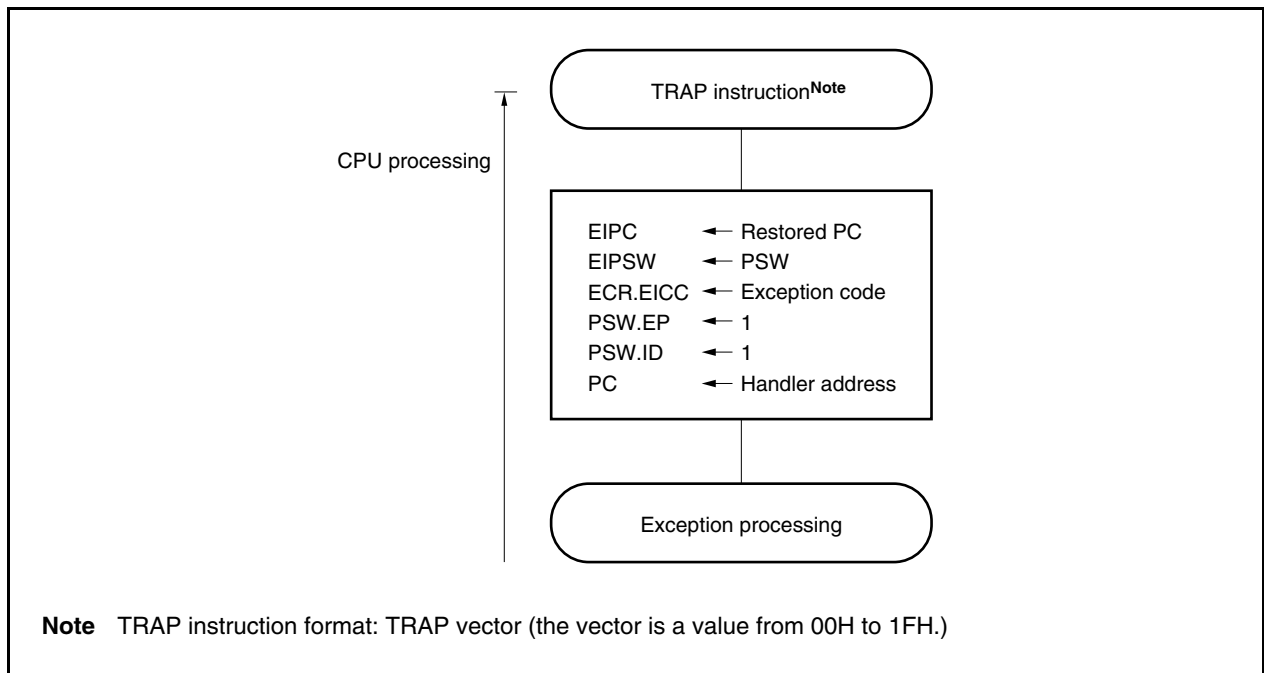 TRAP instructionNote
CPU processing
EIPC ← Restored PC
EIPSW ← PSW
ECR.EICC ← Exception code
PSW.EP ← 1
PSW.ID ← 1
PC ← Handler address
Exception processing
Note TRAP instruction format: TRAP vector (the vector is a value from 00H to 1FH.)